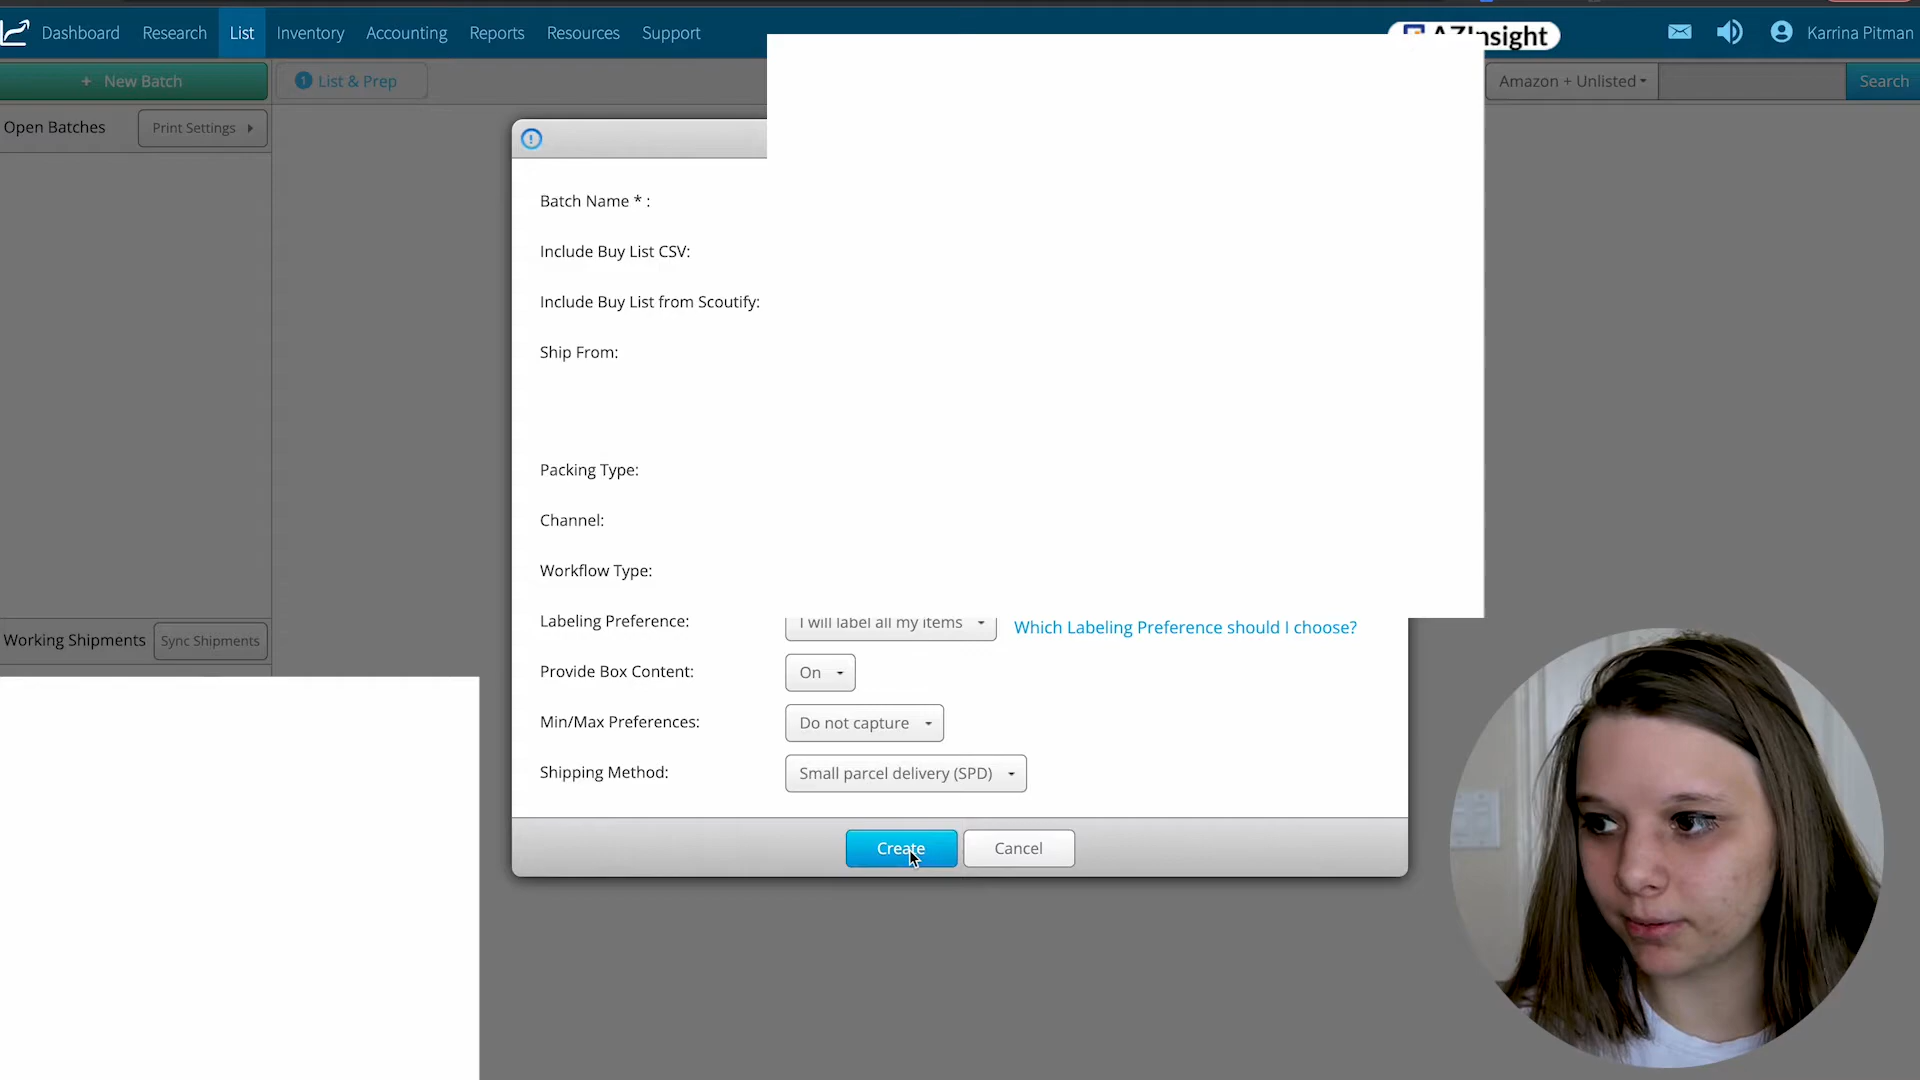 Dashboard Research List Inventory Accounting Reports Resources Support AZInsight Karrina Pitman
+ New Batch 1 List & Prep Amazon + Unlisted Search
Open Batches Print Settings
Batch Name * :
Include Buy List CSV:
Include Buy List from Scoutify:
Ship From:
Packing Type:
Channel:
Workflow Type:
Labeling Preference: I will label all my items Which Labeling Preference should I choose?
Working Shipments Sync Shipments
Provide Box Content: On
Min/Max Preferences: Do not capture
Shipping Method: Small parcel delivery (SPD)
Create Cancel